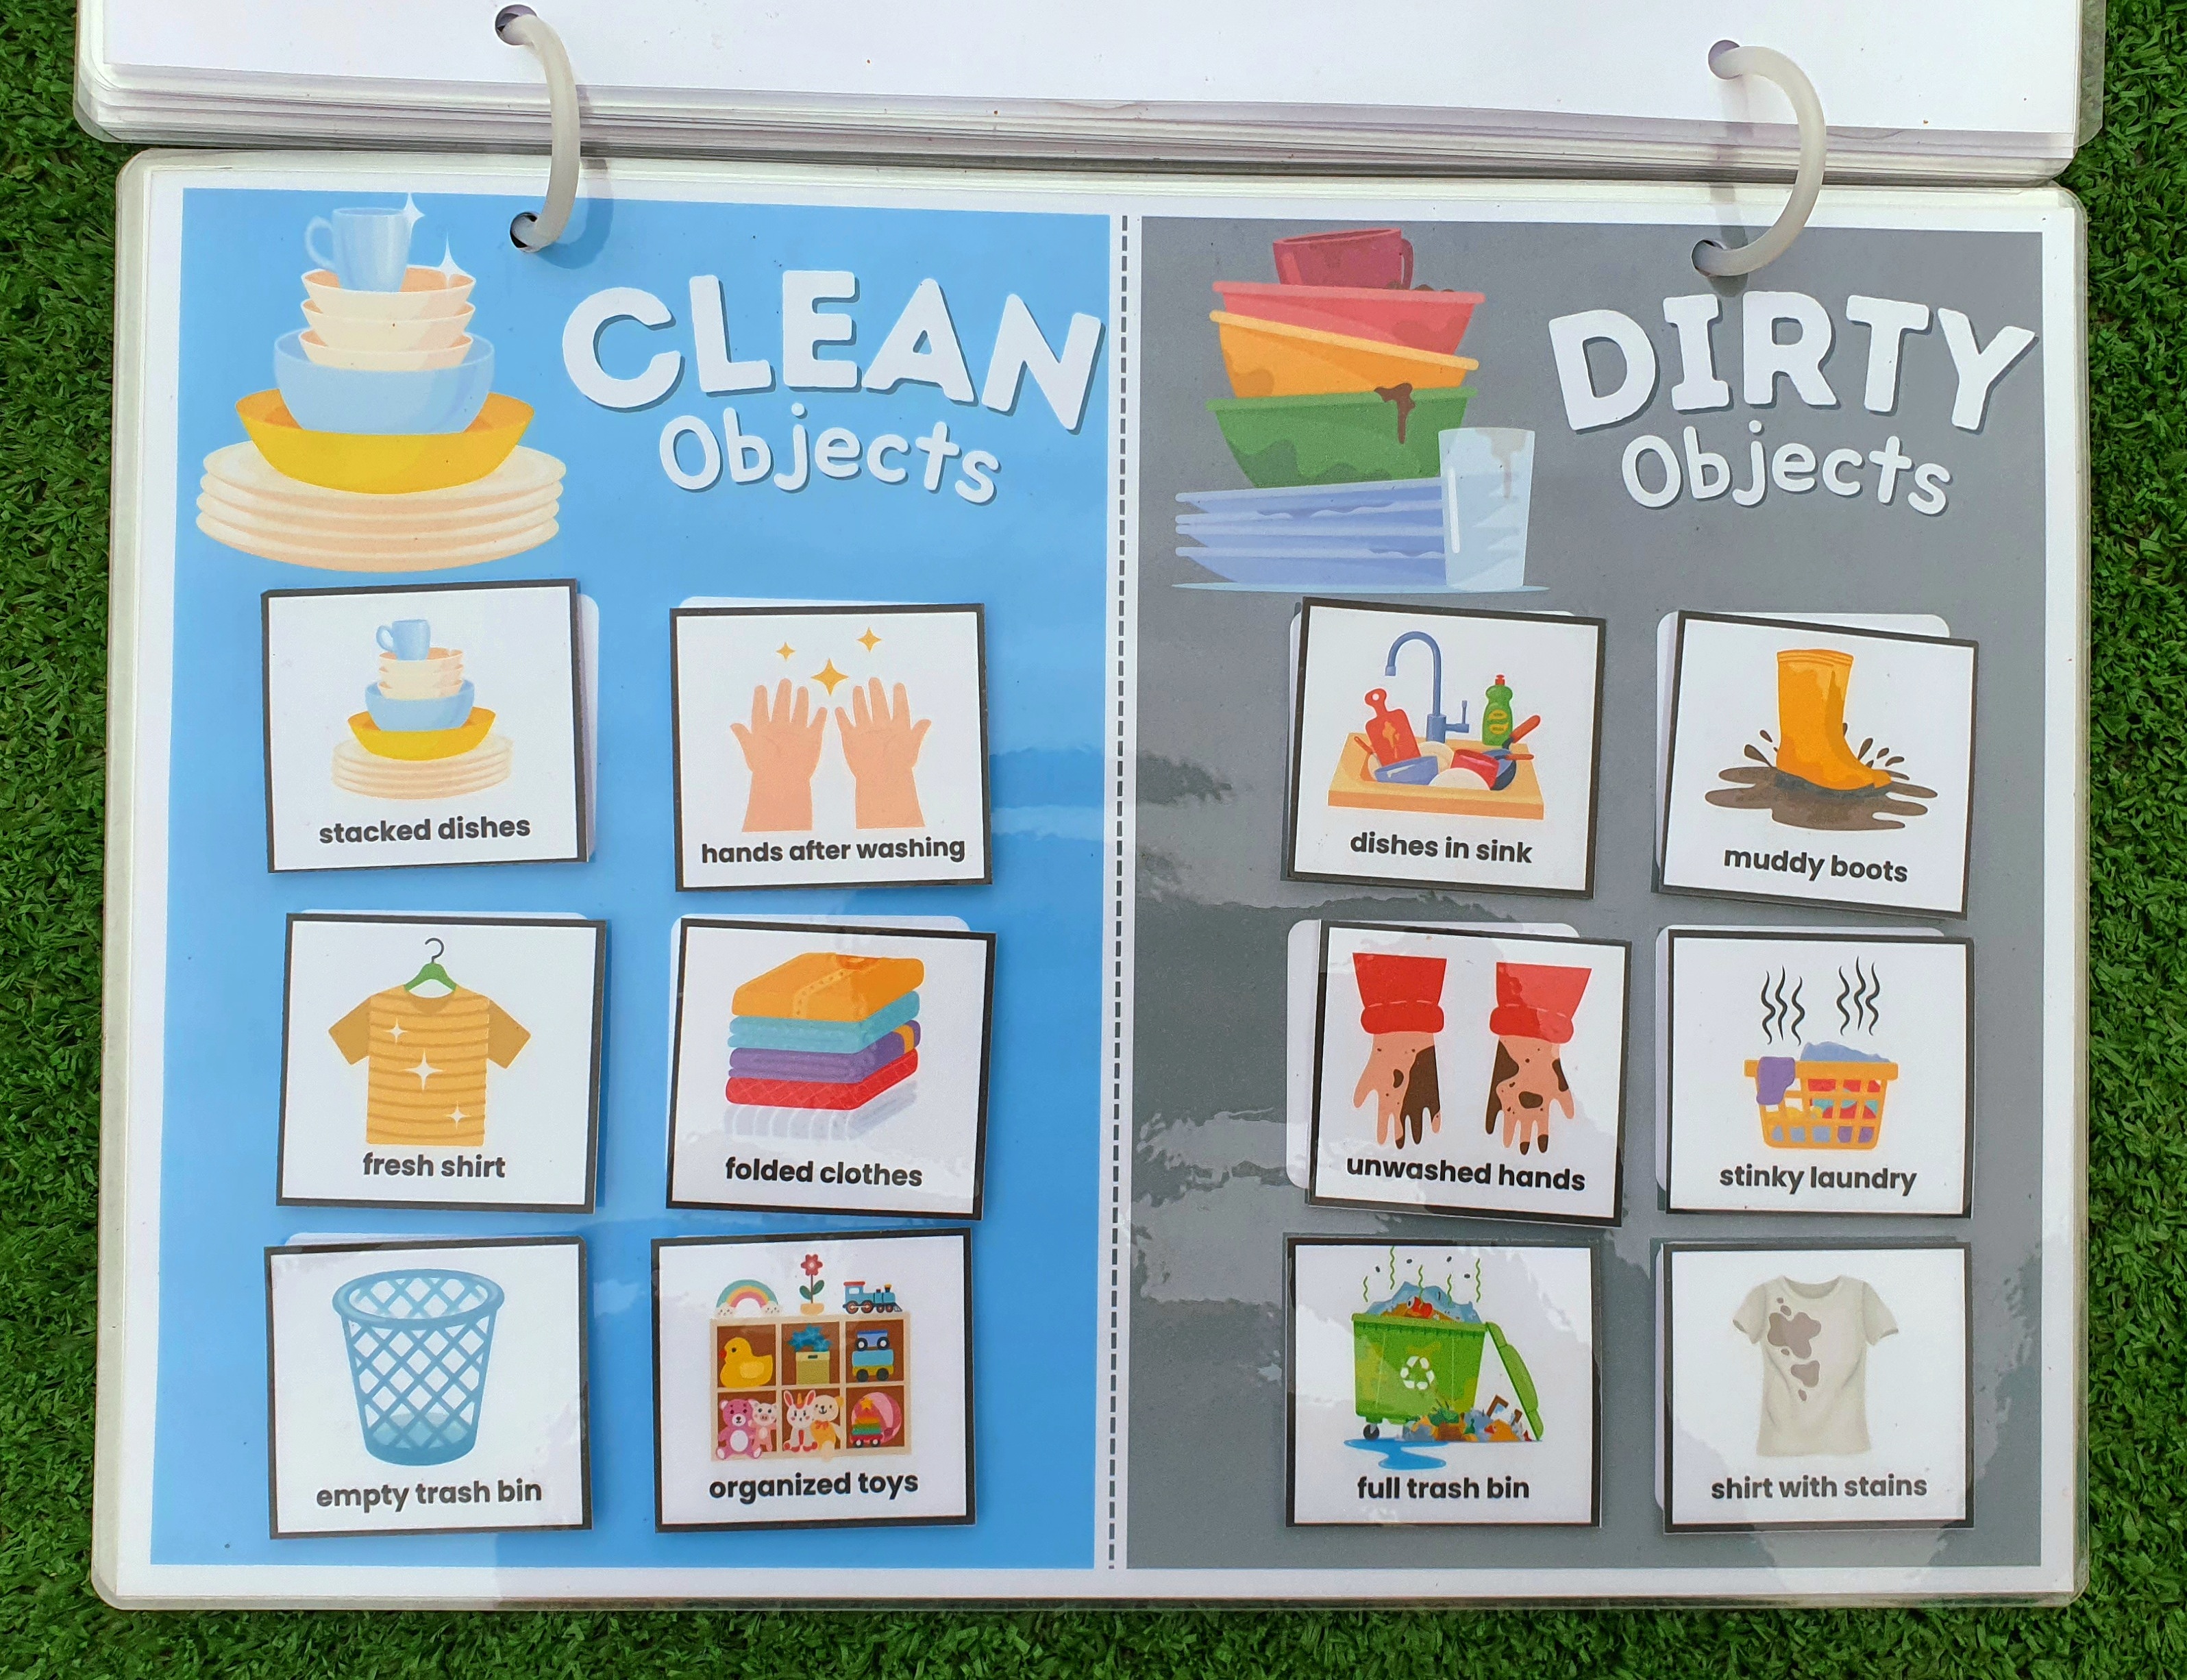 CLEAN
Objects
stacked dishes
hands after washing
fresh shirt
folded clothes
empty trash bin
organized toys
DIRTY
Objects
dishes in sink
muddy boots
unwashed hands
stinky laundry
full trash bin
shirt with stains